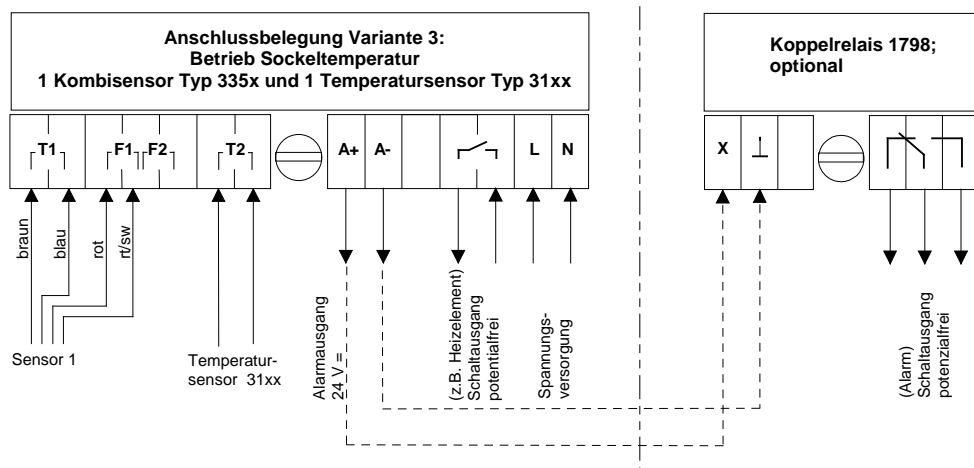 Anschlussbelegung Variante 3:
Betrieb Sockeltemperatur
1 Kombisensor Typ 335x und 1 Temperatursensor Typ 31xx
Koppelrelais 1798;
optional
T1
F1
F2
T2
A+
A-
L
N
X
braun
blau
rot
rt/sw
Sensor 1
Temperatur-
sensor 31xx
Alarmausgang
24 V =
(z.B. Heizelement)
Schaltausgang
potentialfrei
Spannungs-
versorgung
(Alarm)
Schaltausgang
potenzialfrei